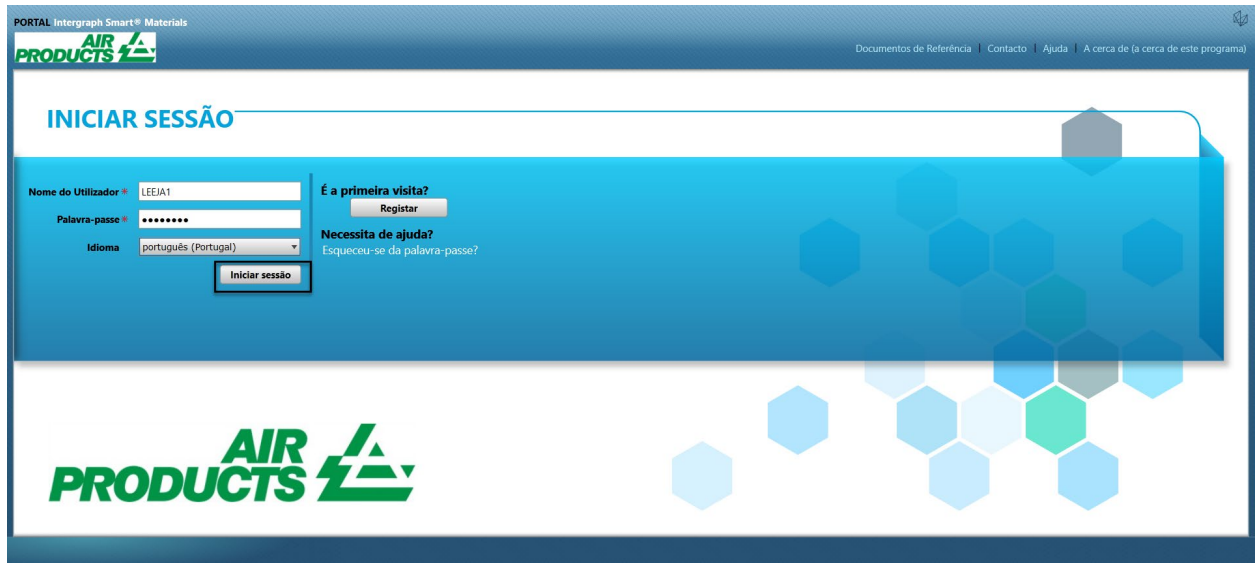 PORTAL Intergraph Smart® Materials
AIR
PRODUCTS
Documentos de Referência | Contacto | Ajuda | A cerca de (a cerca de este programa)
INICIAR SESSÃO
Nome do Utilizador * LEEJA1
Palavra-passe * ••••••••
Idioma português (Portugal)
Iniciar sessão
É a primeira visita?
Registar
Necessita de ajuda?
Esqueceu-se da palavra-passe?
AIR
PRODUCTS